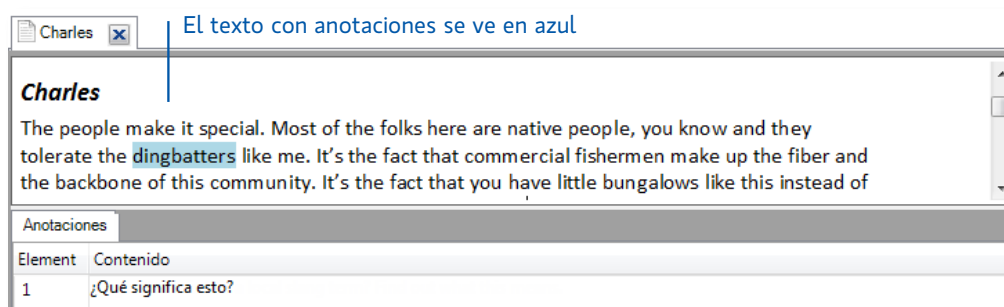 Charles
El texto con anotaciones se ve en azul
Charles
The people make it special. Most of the folks here are native people, you know and they
tolerate the dingbatters like me. It’s the fact that commercial fishermen make up the fiber and
the backbone of this community. It’s the fact that you have little bungalows like this instead of
Anotaciones
Element Contenido
1 ¿Qué significa esto?